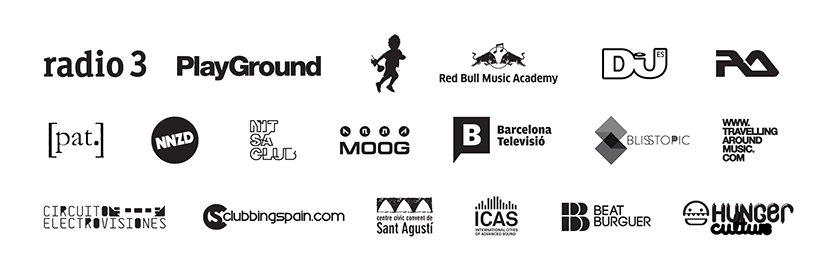 radio 3
PlayGround
Red Bull Music Academy
DJ ES
RA
[pat.]
NNZD
NIT
SA
CLUB
MOOG
B
Barcelona
Televisió
BLISSTOPIC
WWW.
TRAVELLING
AROUND
MUSIC.
COM
CIRCUITO
ELECTROVISIONES
CS clubbingspain.com
centre cívic convent de
Sant Agustí
ICAS
INTERNATIONAL CITIES
OF ADVANCED SOUND
BB BEAT
BURGUER
HUNGER
culture